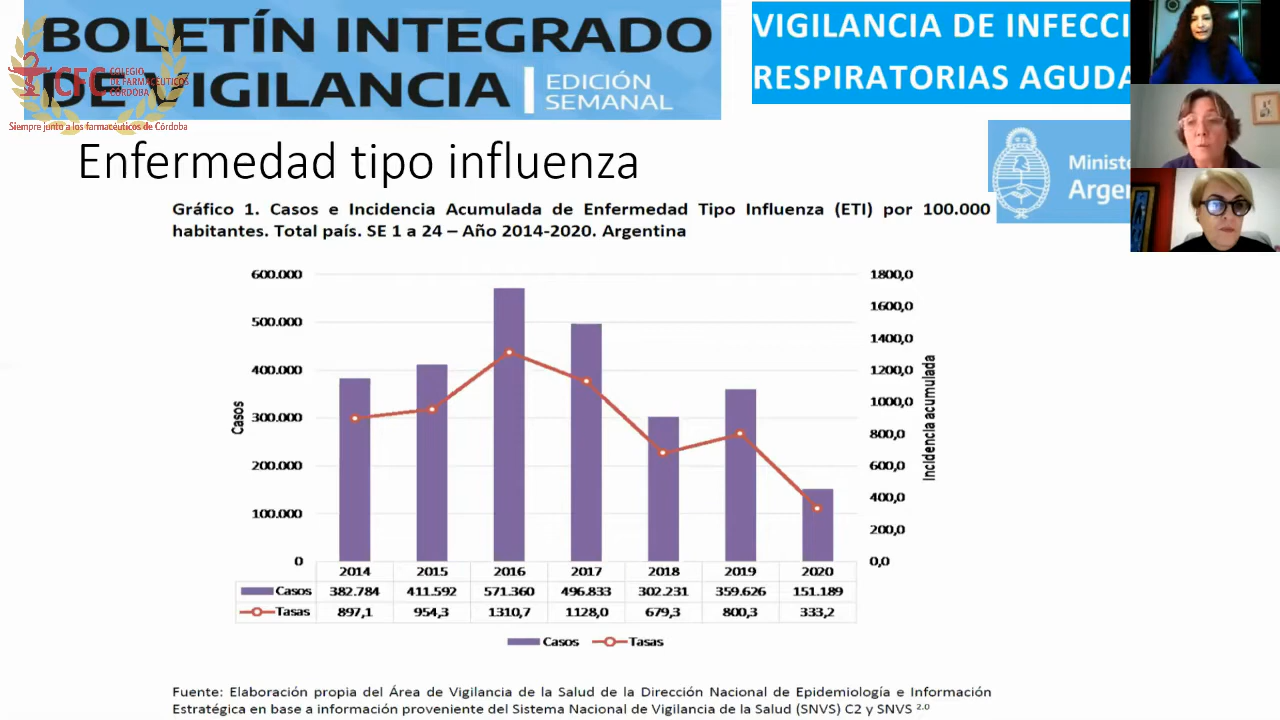 BOLETÍN INTEGRADO
DE VIGILANCIA
EDICIÓN
SEMANAL
CFC
COLEGIO
DE FARMACÉUTICOS
CÓRDOBA
Siempre junto a los farmacéuticos de Córdoba
VIGILANCIA DE INFECCI
RESPIRATORIAS AGUDA
Ministe
Argen
Enfermedad tipo influenza
Gráfico 1. Casos e Incidencia Acumulada de Enfermedad Tipo Influenza (ETI) por 100.000
habitantes. Total país. SE 1 a 24 – Año 2014-2020. Argentina
600.000
500.000
400.000
300.000
200.000
100.000
0
Casos
1800,0
1600,0
1400,0
1200,0
1000,0
800,0
600,0
400,0
200,0
0,0
Incidencia acumulada
2014 2015 2016 2017 2018 2019 2020
Casos 382.784 411.592 571.360 496.833 302.231 359.626 151.189
Tasas 897,1 954,3 1310,7 1128,0 679,3 800,3 333,2
Casos Tasas
Fuente: Elaboración propia del Área de Vigilancia de la Salud de la Dirección Nacional de Epidemiología e Información
Estratégica en base a información proveniente del Sistema Nacional de Vigilancia de la Salud (SNVS) C2 y SNVS 2.0